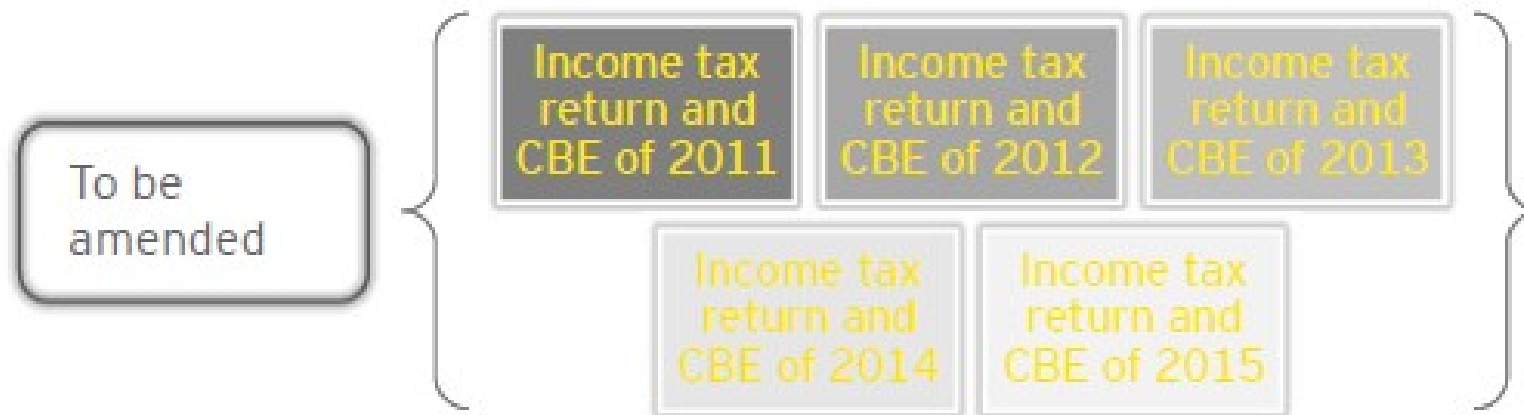 To be
amended
Income tax
return and
CBE of 2011
Income tax
return and
CBE of 2012
Income tax
return and
CBE of 2013
Income tax
return and
CBE of 2014
Income tax
return and
CBE of 2015